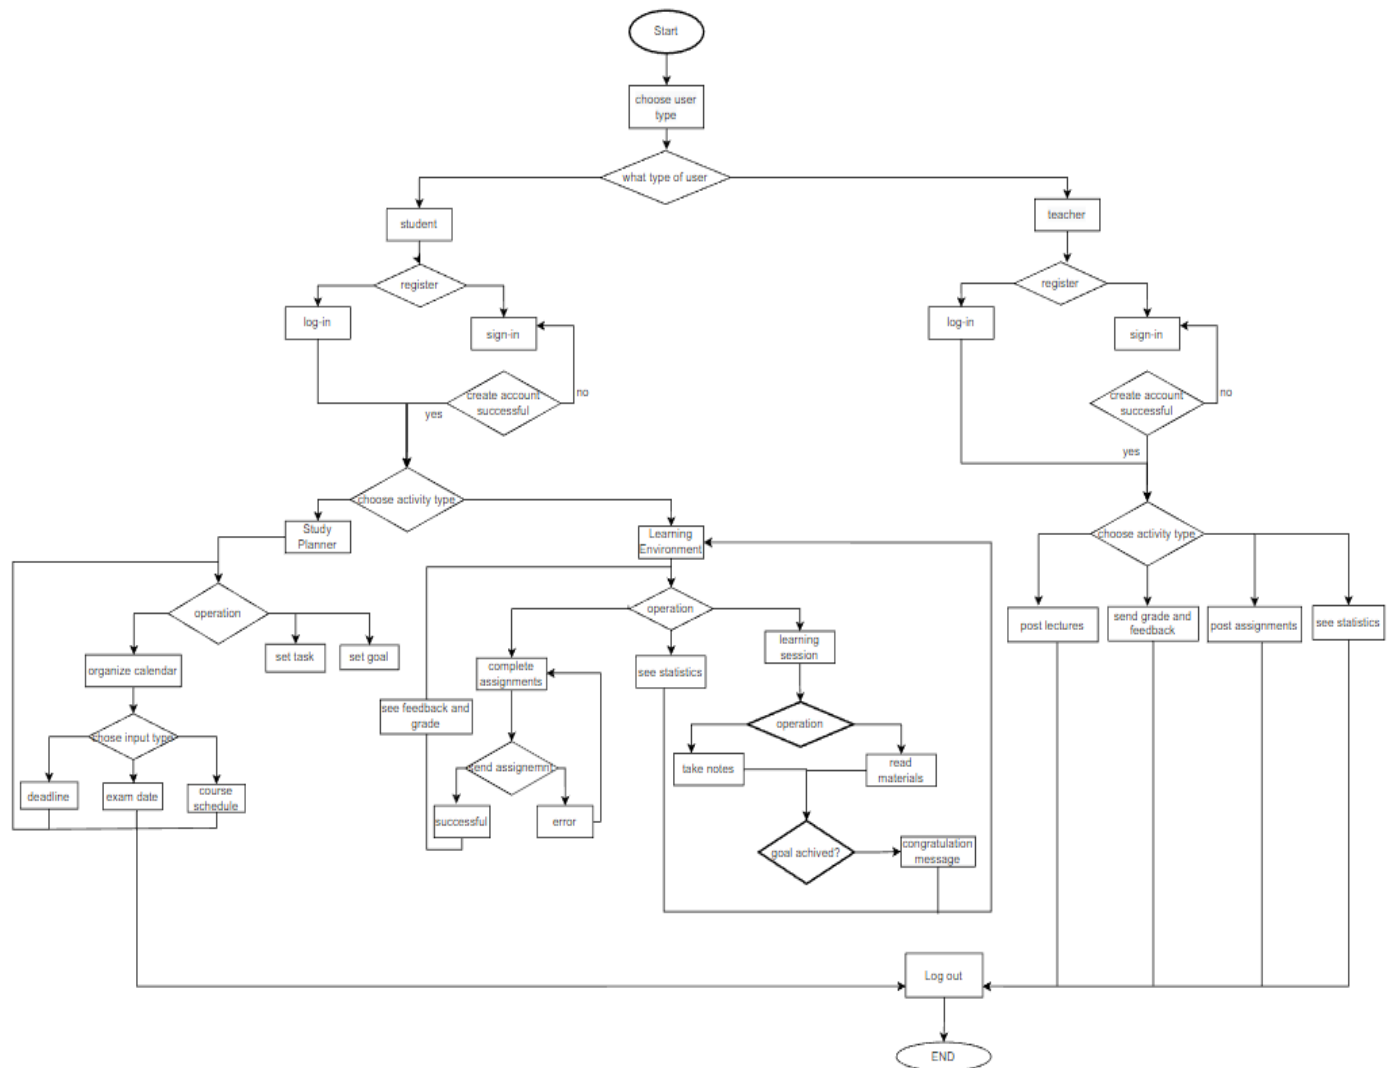 Start
choose user
type
what type of user
student
teacher
register
register
log-in
sign-in
log-in
sign-in
create account
successful
no
yes
create account
successful
no
yes
choose activity type
Study
Planner
Learning
Environment
choose activity type
operation
operation
post lectures
send grade and
feedback
post assignments
see statistics
organize calendar
set task
set goal
complete
assignments
see statistics
learning
session
see feedback and
grade
operation
chose input type
deadline
exam date
course
schedule
send assignemnt
successful
error
take notes
read
materials
goal achived?
congratulation
message
Log out
END